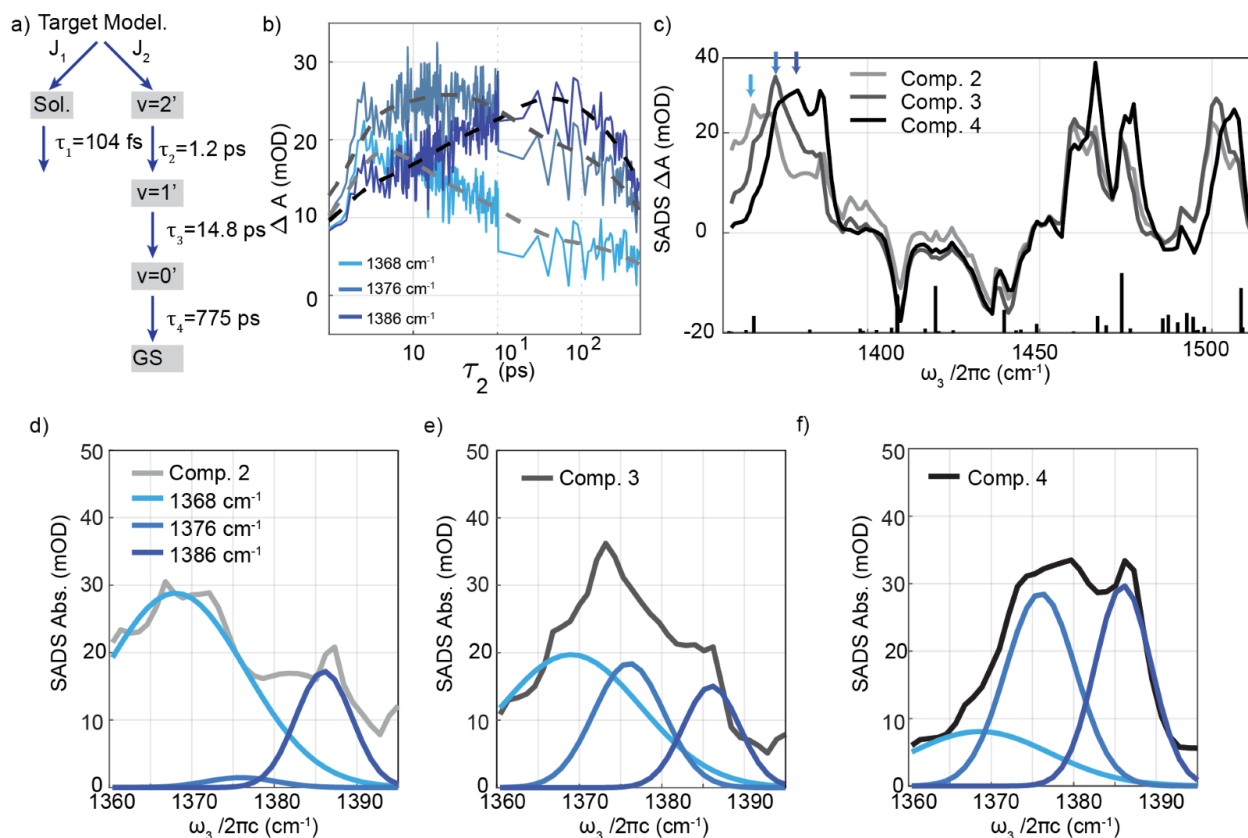 a)
Target Model.
J₁ J₂
Sol. v=2'
τ₁=104 fs τ₂=1.2 ps
v=1'
τ₃=14.8 ps
v=0'
τ₄=775 ps
GS
b)
Δ A (mOD)
30
20
10
0
1368 cm⁻¹
1376 cm⁻¹
1386 cm⁻¹
10 10¹ 10²
τ₂ (ps)
c)
SADS ΔA (mOD)
40
20
0
-20
Comp. 2
Comp. 3
Comp. 4
1400 1450 1500
ω₃ /2πc (cm⁻¹)
d)
SADS Abs. (mOD)
50
40
30
20
10
0
Comp. 2
1368 cm⁻¹
1376 cm⁻¹
1386 cm⁻¹
1360 1370 1380 1390
ω₃ /2πc (cm⁻¹)
e)
SADS Abs. (mOD)
50
40
30
20
10
0
Comp. 3
1360 1370 1380 1390
ω₃ /2πc (cm⁻¹)
f)
SADS Abs. (mOD)
50
40
30
20
10
0
Comp. 4
1360 1370 1380 1390
ω₃ /2πc (cm⁻¹)